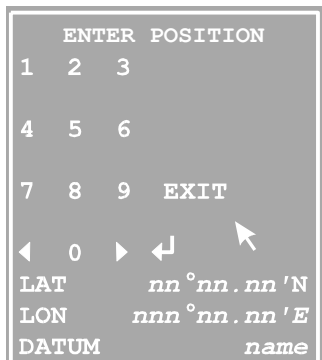 ENTER POSITION
1 2 3
4 5 6
7 8 9 EXIT
◀ 0 ▶ ↵
LAT nn°nn.nn'N
LON nnn°nn.nn'E
DATUM name